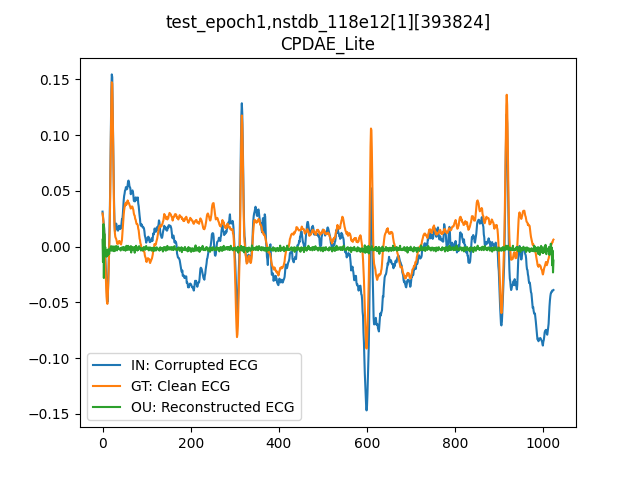 test_epoch1,nstdb_118e12[1][393824]
CPDAE_Lite
0.15
0.10
0.05
0.00
−0.05
−0.10
−0.15
IN: Corrupted ECG
GT: Clean ECG
OU: Reconstructed ECG
0 200 400 600 800 1000